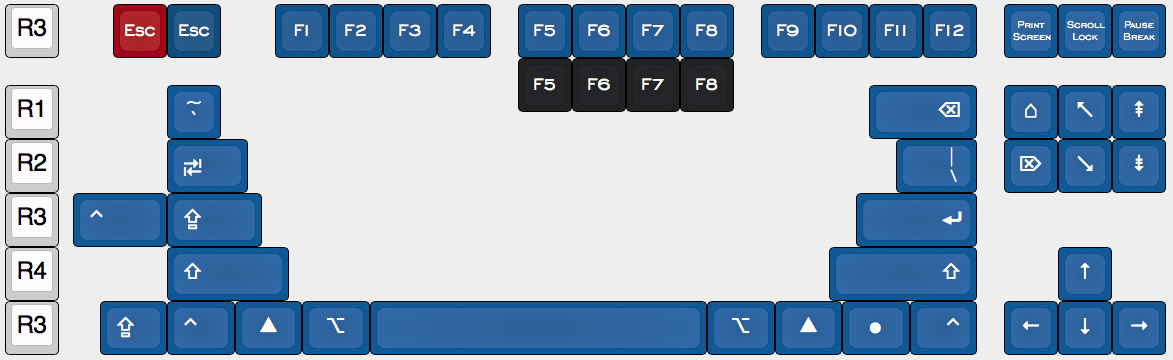 R3 Esc Esc F1 F2 F3 F4 F5 F6 F7 F8 F9 F10 F11 F12 Print Screen Scroll Lock Pause Break
F5 F6 F7 F8
R1 ~ ` ⌫ ⌂ ↖ ⇞
R2 ⇄ | \ ⌦ ↘ ⇟
R3 ^ ⇪ ↵
R4 ⇧ ⇧ ↑
R3 ⇪ ^ ▲ ⌥ ⌥ ▲ ● ^ ← ↓ →